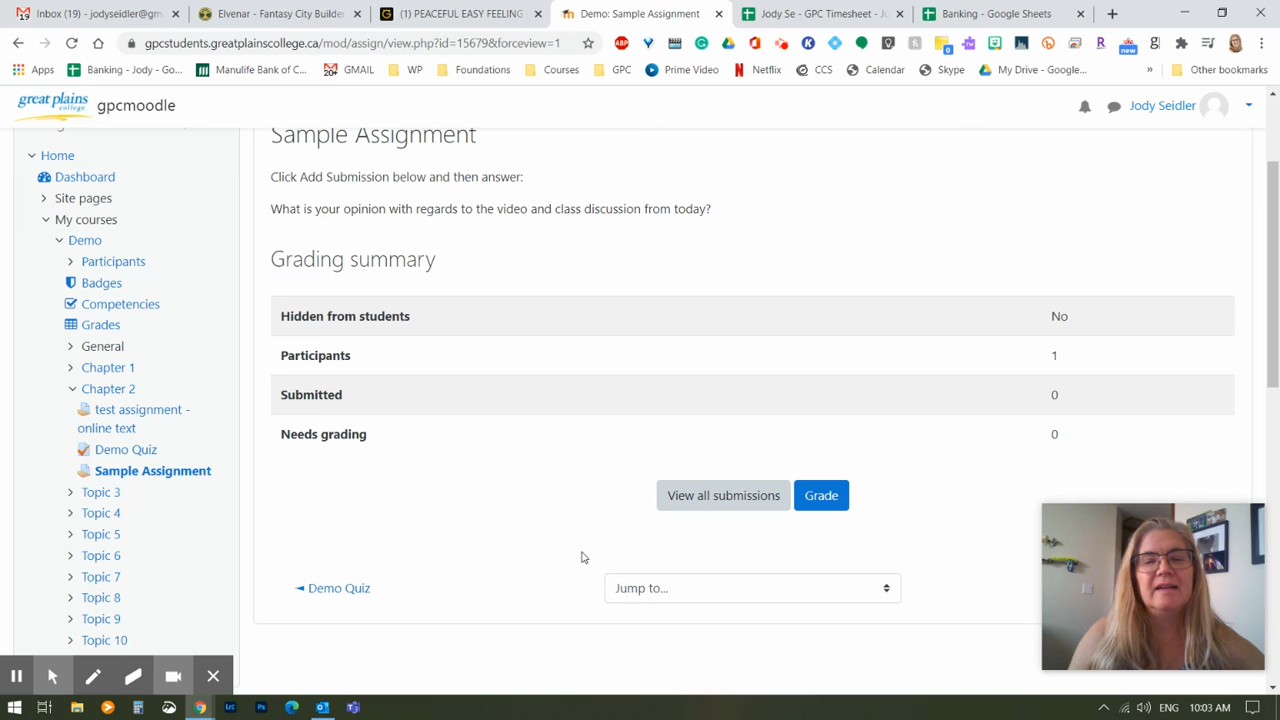 Inbox (19) - jodyseidler@gm
Elvenar - Fantasy City Builder
(1) PEACEFUL EASY FEELING
Demo: Sample Assignment
Jody Se - GPC Timesheet - Ju
Banking - Google Sheets
gpcstudents.greatplainscollege.ca/mod/assign/view.php?id=15679&forceview=1
Apps
Banking - Jody - Go...
Manulife Bank of C...
GMAIL
WP
Foundations
Courses
GPC
Prime Video
Netflix
CCS
Calendar
Skype
My Drive - Google...
Other bookmarks
great plains
college
gpcmoodle
Jody Seidler
Home
Dashboard
Site pages
My courses
Demo
Participants
Badges
Competencies
Grades
General
Chapter 1
Chapter 2
test assignment -
online text
Demo Quiz
Sample Assignment
Topic 3
Topic 4
Topic 5
Topic 6
Topic 7
Topic 8
Topic 9
Topic 10
Sample Assignment
Click Add Submission below and then answer:
What is your opinion with regards to the video and class discussion from today?
Grading summary
Hidden from students No
Participants 1
Submitted 0
Needs grading 0
View all submissions Grade
◄ Demo Quiz
Jump to...
ENG 10:03 AM